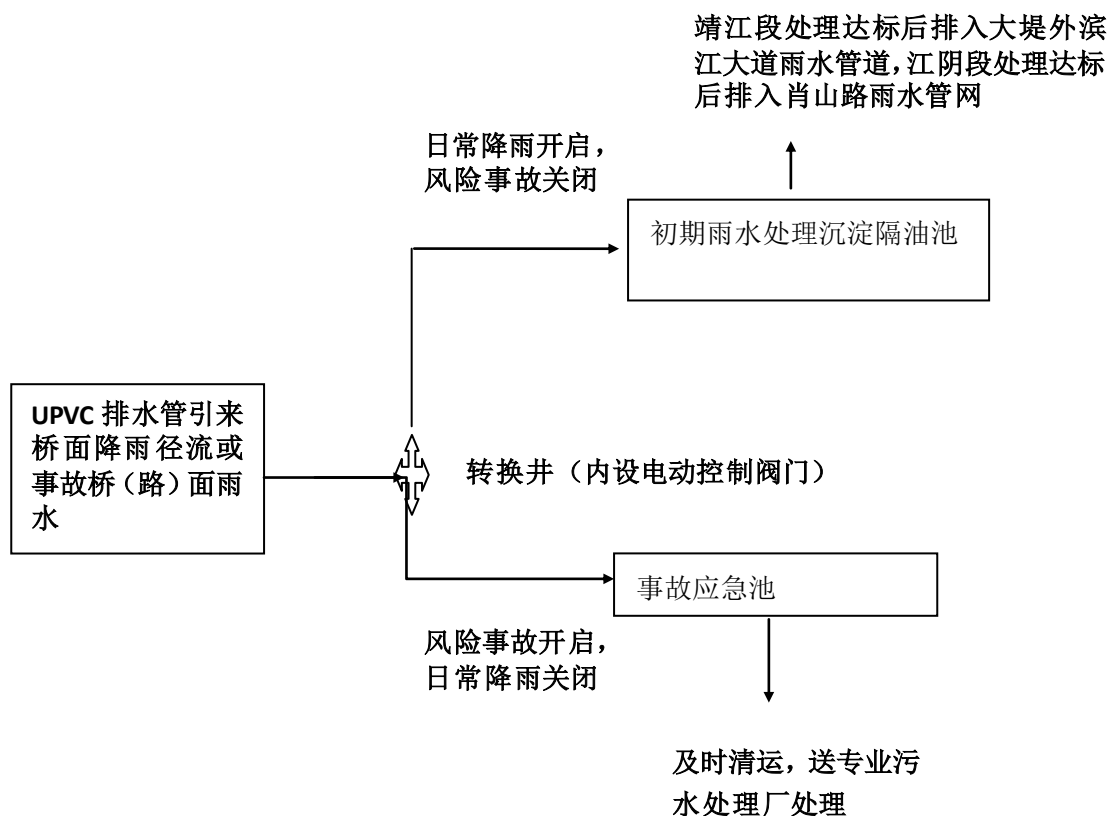 靖江段处理达标后排入大堤外滨
江大道雨水管道，江阴段处理达标
后排入肖山路雨水管网
日常降雨开启，
风险事故关闭
初期雨水处理沉淀隔油池
UPVC 排水管引来
桥面降雨径流或
事故桥（路）面雨
水
转换井（内设电动控制阀门）
事故应急池
风险事故开启，
日常降雨关闭
及时清运，送专业污
水处理厂处理